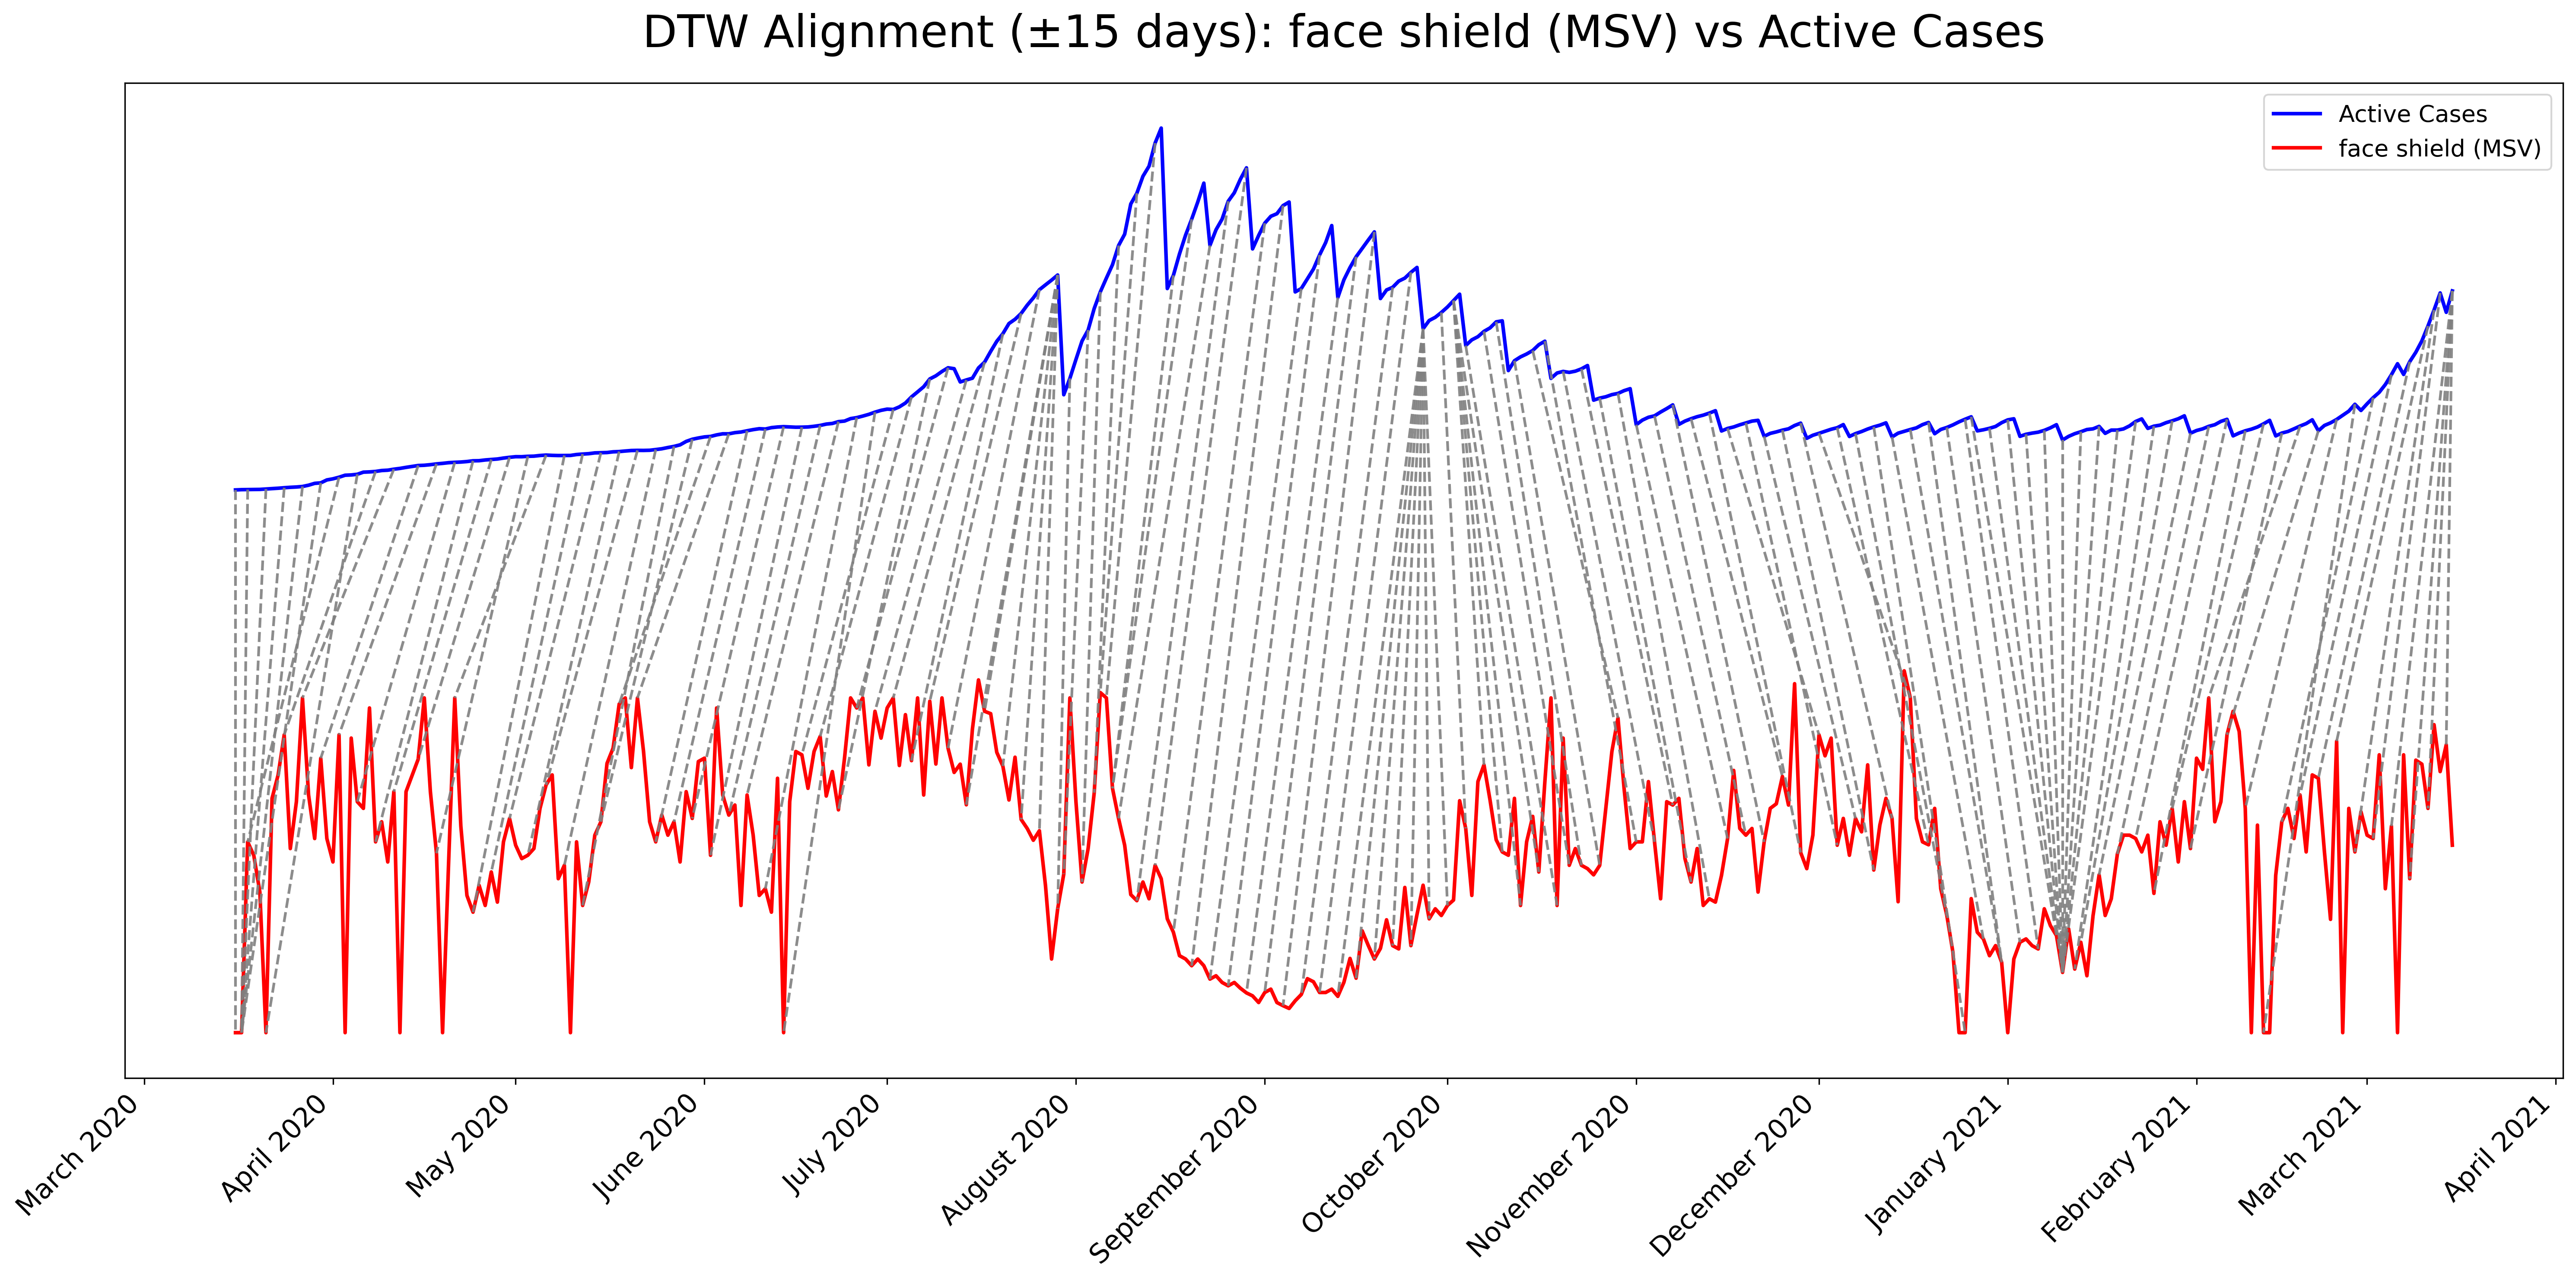 DTW Alignment (±15 days): face shield (MSV) vs Active Cases
Active Cases
face shield (MSV)
March 2020
April 2020
May 2020
June 2020
July 2020
August 2020
September 2020
October 2020
November 2020
December 2020
January 2021
February 2021
March 2021
April 2021